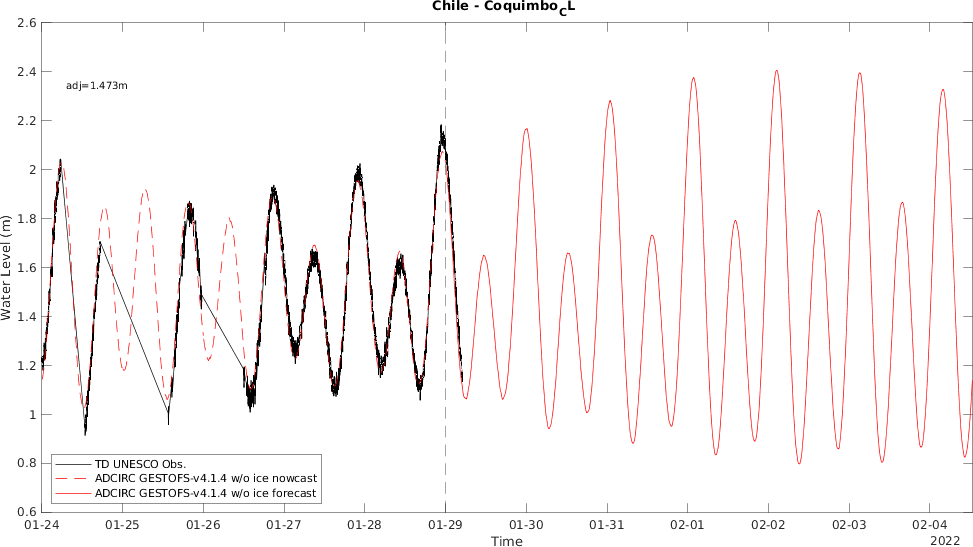 Chile - Coquimbo_CL
2.6
2.4
adj=1.473m
2.2
2
1.8
1.6
1.4
1.2
1
0.8
0.6
Water Level (m)
TD UNESCO Obs.
ADCIRC GESTOFS-v4.1.4 w/o ice nowcast
ADCIRC GESTOFS-v4.1.4 w/o ice forecast
01-24 01-25 01-26 01-27 01-28 01-29 01-30 01-31 02-01 02-02 02-03 02-04
Time
2022